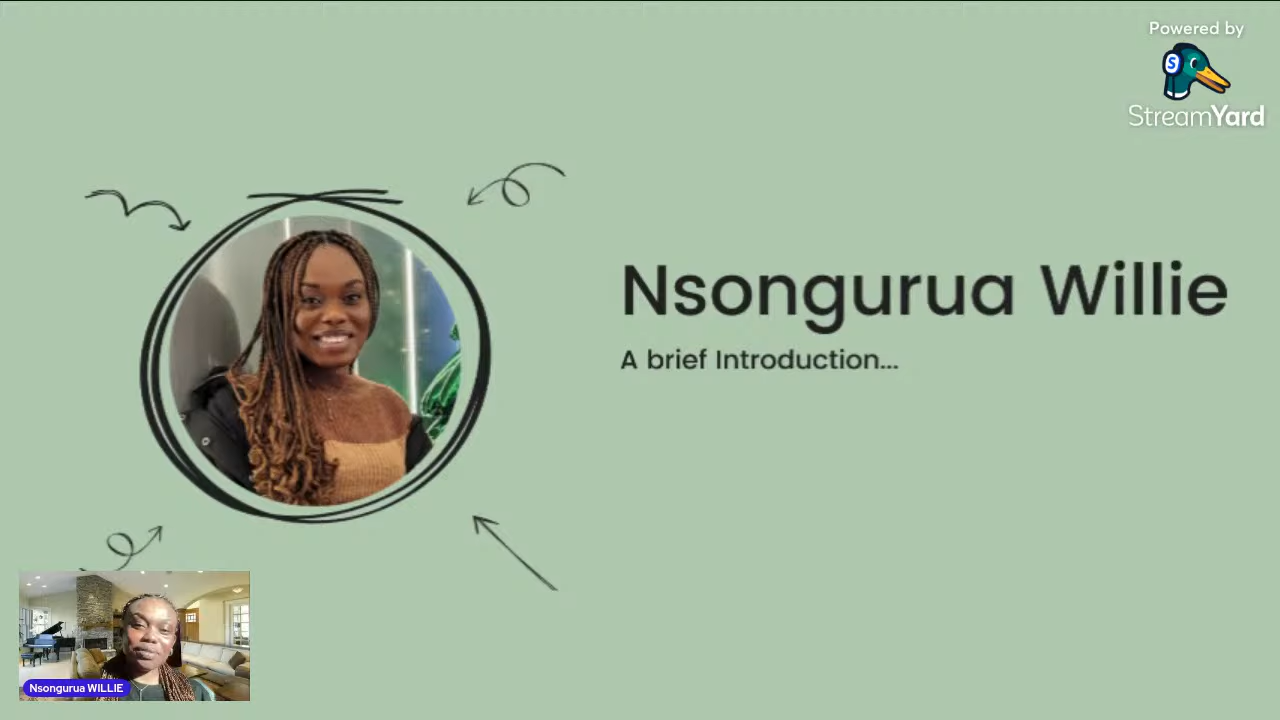 Powered by
S
StreamYard
Nsongurua Willie
A brief Introduction...
Nsongurua WILLIE